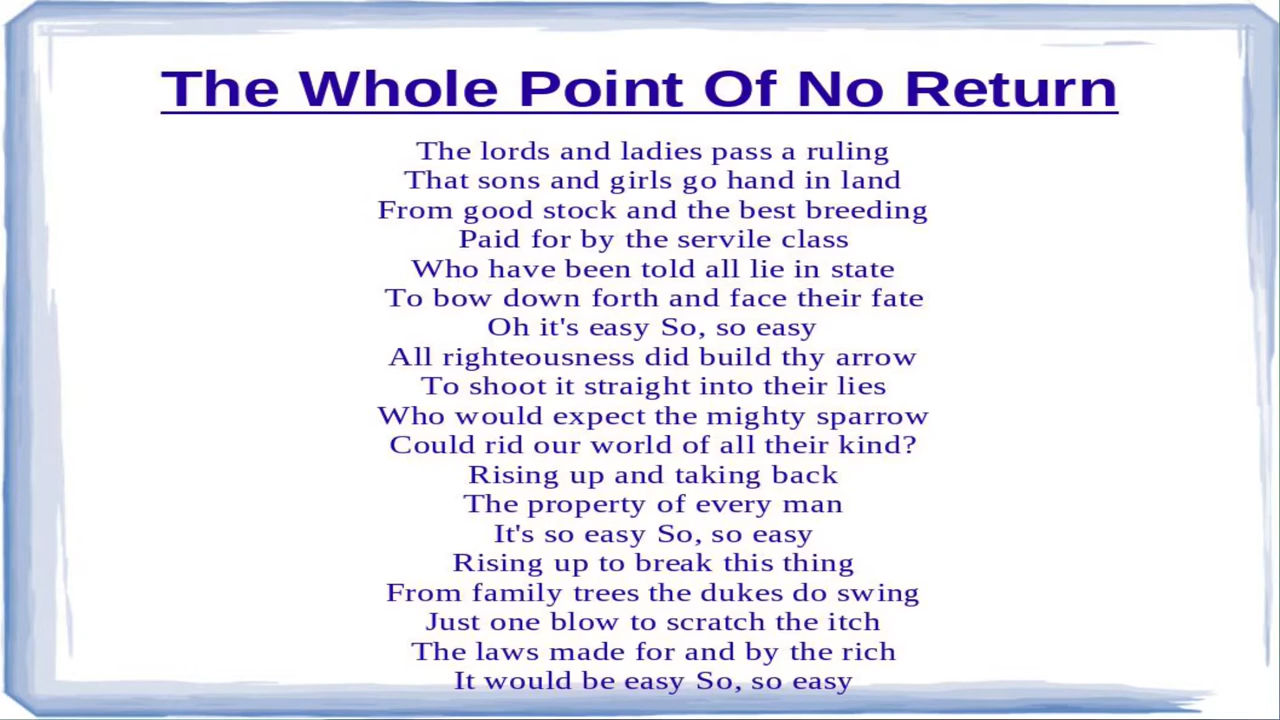 The Whole Point Of No Return
The lords and ladies pass a ruling
That sons and girls go hand in land
From good stock and the best breeding
Paid for by the servile class
Who have been told all lie in state
To bow down forth and face their fate
Oh it's easy So, so easy
All righteousness did build thy arrow
To shoot it straight into their lies
Who would expect the mighty sparrow
Could rid our world of all their kind?
Rising up and taking back
The property of every man
It's so easy So, so easy
Rising up to break this thing
From family trees the dukes do swing
Just one blow to scratch the itch
The laws made for and by the rich
It would be easy So, so easy